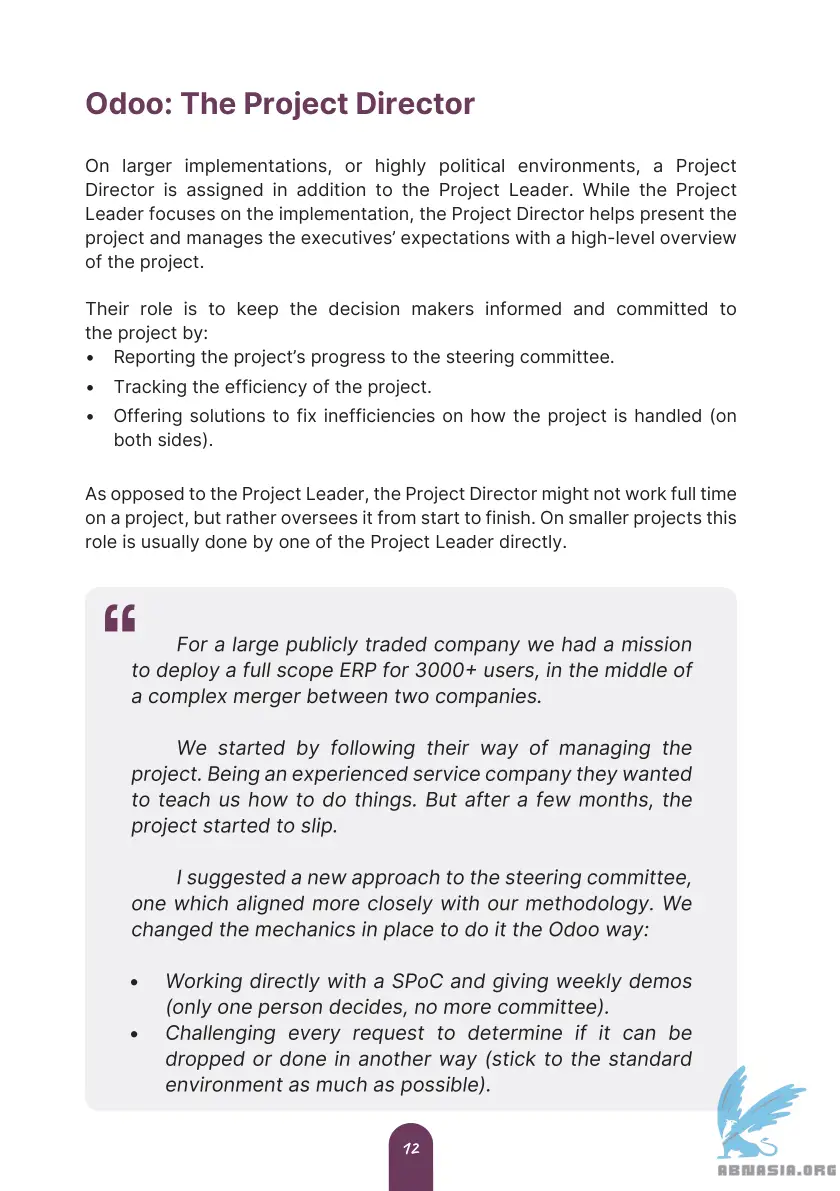 Odoo: The Project Director
On larger implementations, or highly political environments, a Project
Director is assigned in addition to the Project Leader. While the Project
Leader focuses on the implementation, the Project Director helps present the
project and manages the executives’ expectations with a high-level overview
of the project.
Their role is to keep the decision makers informed and committed to
the project by:
• Reporting the project’s progress to the steering committee.
• Tracking the efficiency of the project.
• Offering solutions to fix inefficiencies on how the project is handled (on
both sides).
As opposed to the Project Leader, the Project Director might not work full time
on a project, but rather oversees it from start to finish. On smaller projects this
role is usually done by one of the Project Leader directly.
“
For a large publicly traded company we had a mission
to deploy a full scope ERP for 3000+ users, in the middle of
a complex merger between two companies.
We started by following their way of managing the
project. Being an experienced service company they wanted
to teach us how to do things. But after a few months, the
project started to slip.
I suggested a new approach to the steering committee,
one which aligned more closely with our methodology. We
changed the mechanics in place to do it the Odoo way:
• Working directly with a SPoC and giving weekly demos
(only one person decides, no more committee).
• Challenging every request to determine if it can be
dropped or done in another way (stick to the standard
environment as much as possible).
12
ABNASIA.ORG